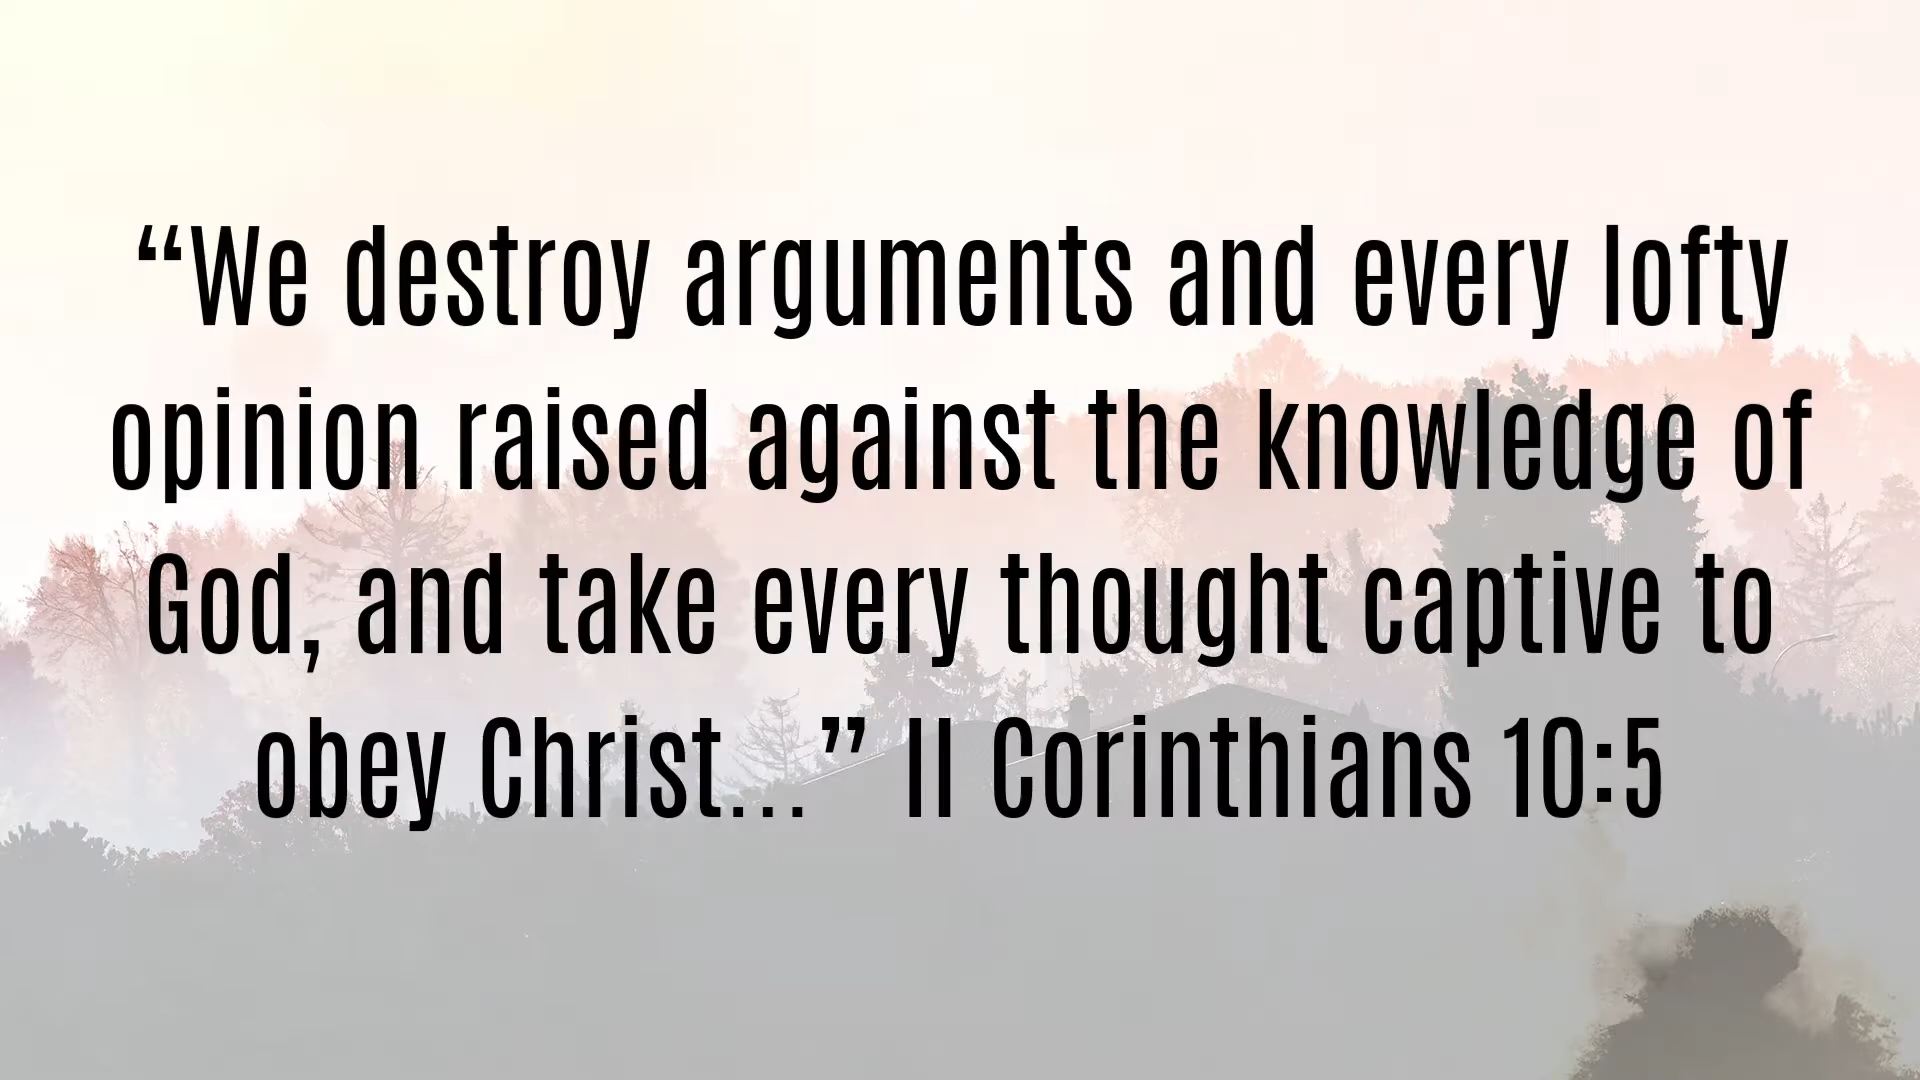 “We destroy arguments and every lofty
opinion raised against the knowledge of
God, and take every thought captive to
obey Christ...” II Corinthians 10:5